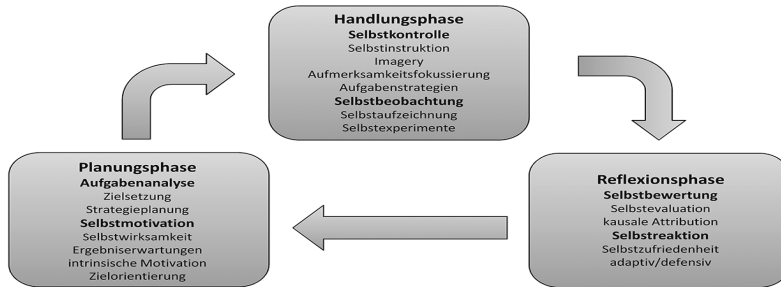 Handlungsphase
Selbstkontrolle
Selbstinstruktion
Imagery
Aufmerksamkeitsfokussierung
Aufgabenstrategien
Selbstbeobachtung
Selbstaufzeichnung
Selbstexperimente
Planungsphase
Aufgabenanalyse
Zielsetzung
Strategieplanung
Selbstmotivation
Selbstwirksamkeit
Ergebniserwartungen
intrinsische Motivation
Zielorientierung
Reflexionsphase
Selbstbewertung
Selbstevaluation
kausale Attribution
Selbstreaktion
Selbstzufriedenheit
adaptiv/defensiv